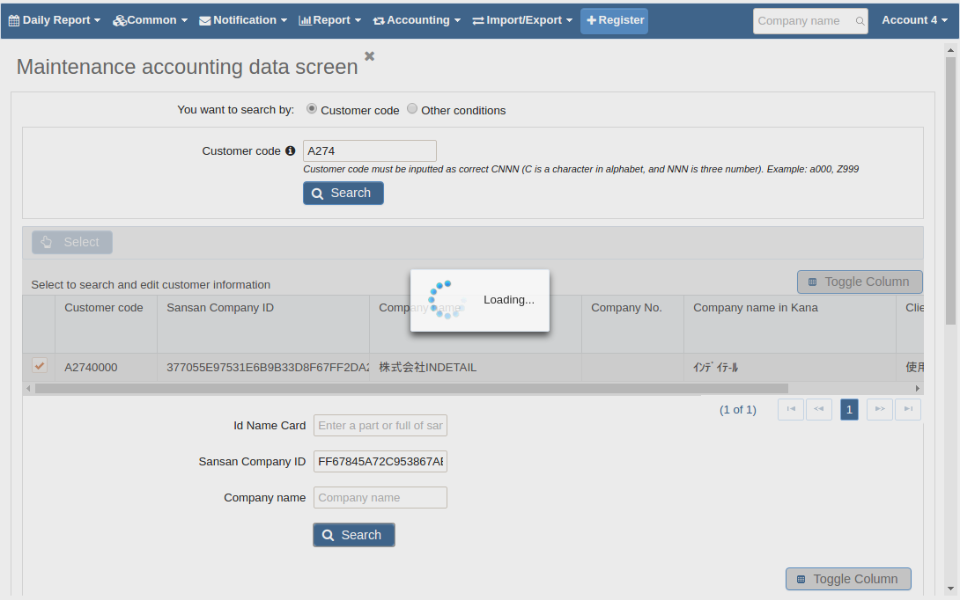 Daily Report Common Notification Report Accounting Import/Export Register Company name Account 4
Maintenance accounting data screen
You want to search by: Customer code Other conditions
Customer code A274
Customer code must be inputted as correct CNNN (C is a character in alphabet, and NNN is three number). Example: a000, Z999
Search
Select
Select to search and edit customer information Toggle Column
Loading...
Customer code Sansan Company ID Company name Company No. Company name in Kana Clie
A2740000 377055E97531E6B9B33D8F67FF2DA2 株式会社INDETAIL ｲﾝﾃﾞｨﾃｰﾙ 使用
(1 of 1) 1
Id Name Card Enter a part or full of sar
Sansan Company ID FF67845A72C953867AE
Company name Company name
Search
Toggle Column